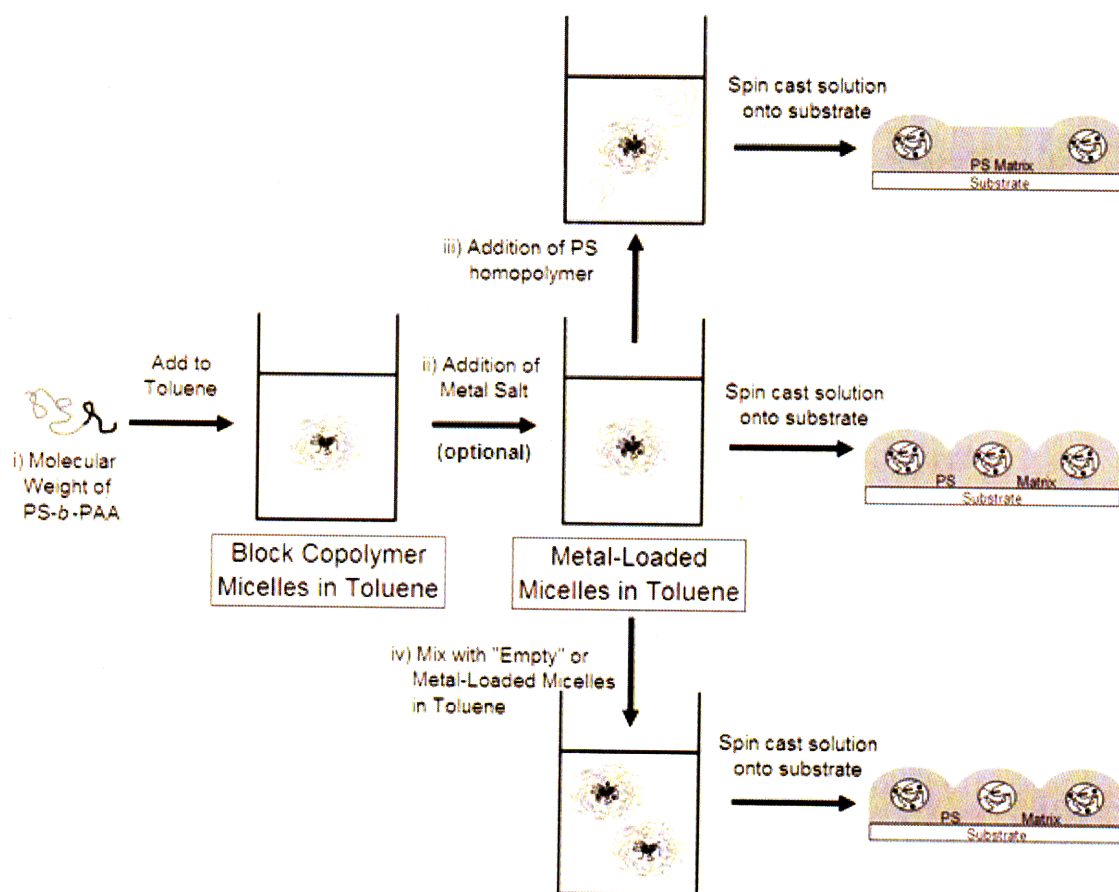 Spin cast solution
onto substrate
PS Matrix
Substrate
iii) Addition of PS
homopolymer
Add to
Toluene
ii) Addition of
Metal Salt
(optional)
Spin cast solution
onto substrate
i) Molecular
Weight of
PS-b-PAA
PS Matrix
Substrate
Block Copolymer
Micelles in Toluene
Metal-Loaded
Micelles in Toluene
iv) Mix with "Empty" or
Metal-Loaded Micelles
in Toluene
Spin cast solution
onto substrate
PS Matrix
Substrate